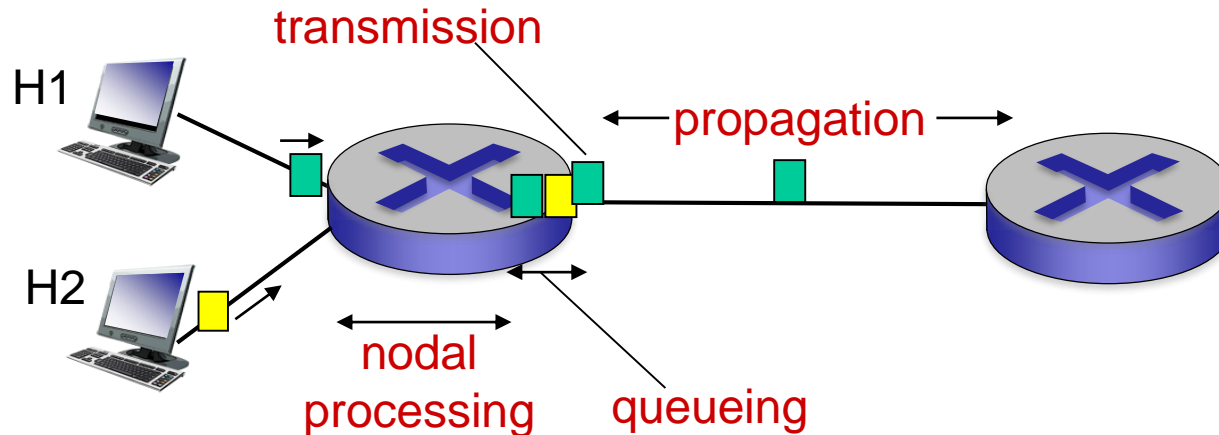 transmission
H1
propagation
H2
nodal
processing
queueing